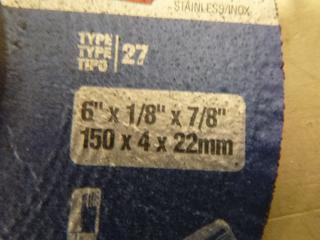 STAINLESS/INOX
TYPE
TYPE 27
TIPO
6" x 1/8" x 7/8"
150 x 4 x 22mm